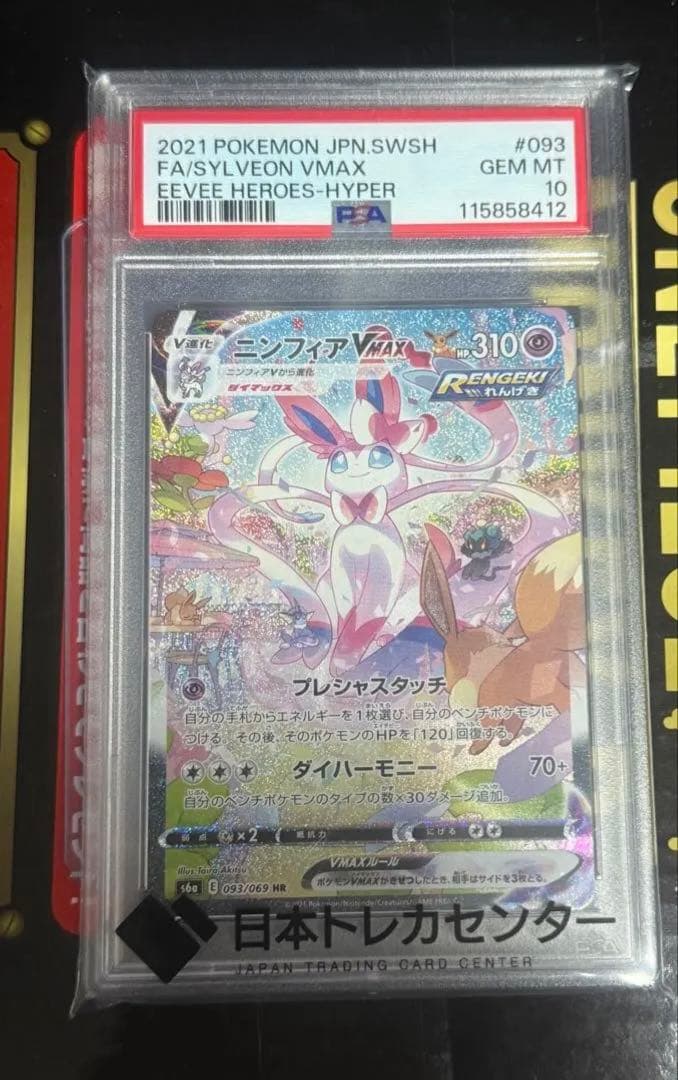 2021 POKEMON JPN.SWSH #093
FA/SYLVEON VMAX GEM MT
EEVEE HEROES-HYPER 10
PSA 115858412
V進化 ニンフィアVMAX HP310
ニンフィアVから進化
ダイマックス
RENGEKI
れんげき
プレシャスタッチ
自分の手札からエネルギーを1枚選び、自分のベンチポケモンに
つける。その後、そのポケモンのHPを「120」回復する。
ダイハーモニー 70+
自分のベンチポケモンのタイプの数×30ダメージ追加。
弱点 ×2 抵抗力 にげる
Illus. Taira Akitsu
VMAXルール
s6a E 093/069 HR
ポケモンVMAXがきぜつしたとき、相手はサイドを3枚とる。
日本トレカセンター
JAPAN TRADING CARD CENTER